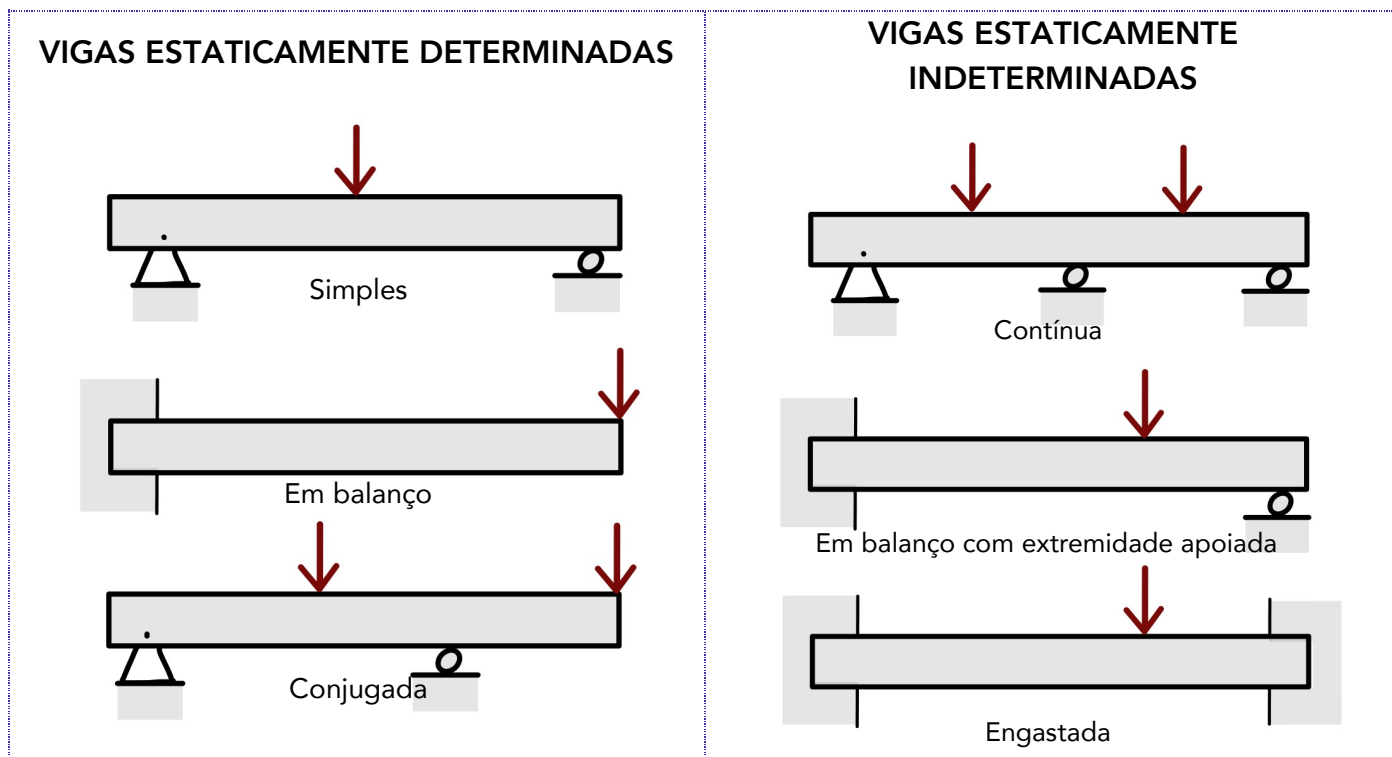 VIGAS ESTATICAMENTE DETERMINADAS
Simples
Em balanço
Conjugada
VIGAS ESTATICAMENTE
INDETERMINADAS
Contínua
Em balanço com extremidade apoiada
Engastada